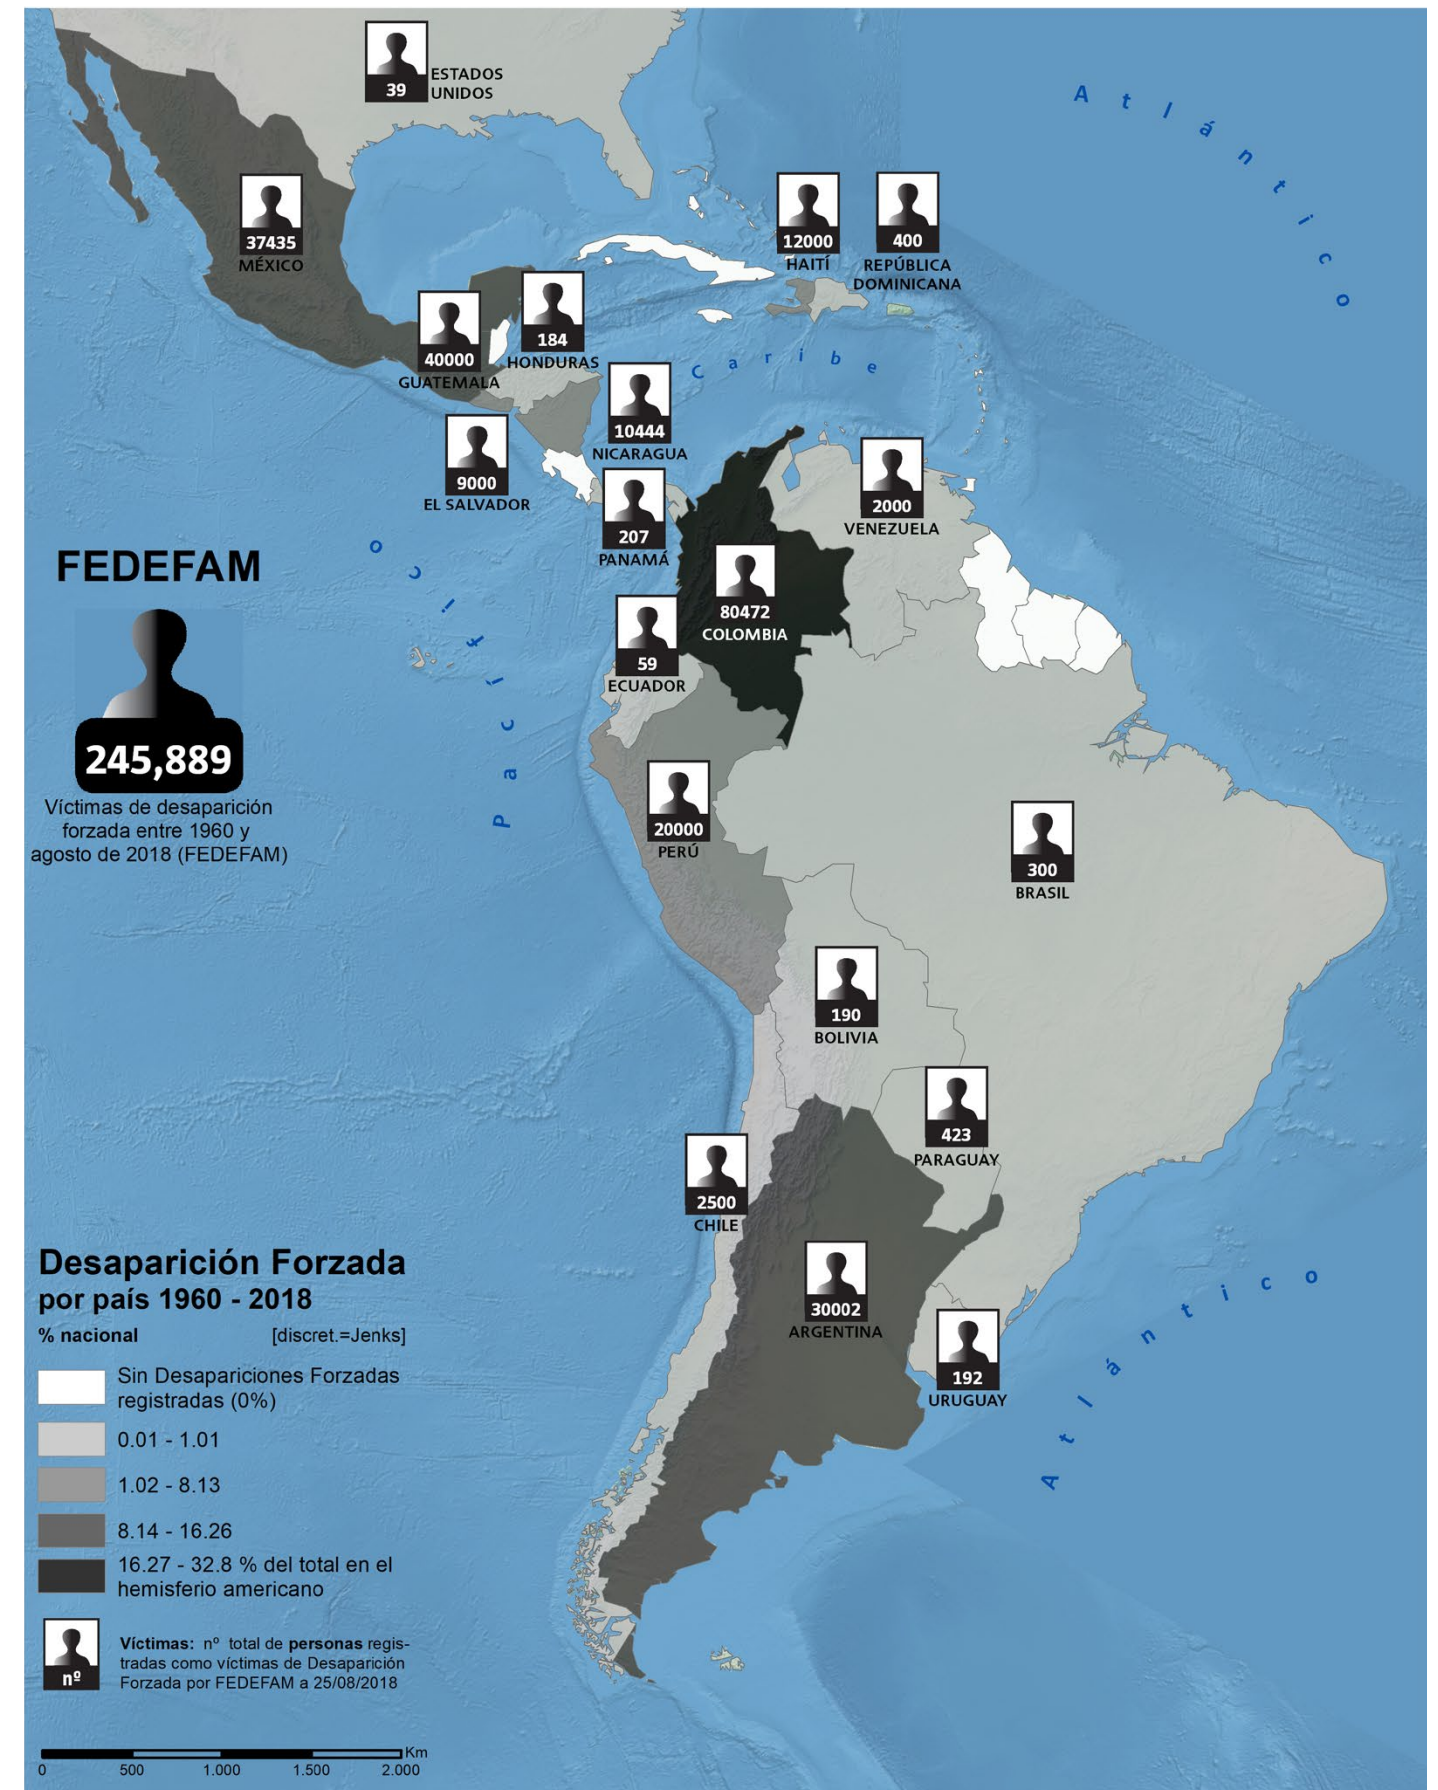 39
ESTADOS
UNIDOS
Atlántico
37435
MÉXICO
12000
HAITÍ
400
REPÚBLICA
DOMINICANA
184
HONDURAS
40000
GUATEMALA
Caribe
10444
NICARAGUA
9000
EL SALVADOR
2000
VENEZUELA
207
PANAMÁ
80472
COLOMBIA
Pacífico
FEDEFAM
245,889
Víctimas de desaparición
forzada entre 1960 y
agosto de 2018 (FEDEFAM)
59
ECUADOR
20000
PERÚ
300
BRASIL
190
BOLIVIA
423
PARAGUAY
2500
CHILE
30002
ARGENTINA
192
URUGUAY
Atlántico
Desaparición Forzada
por país 1960 - 2018
% nacional [discret.=Jenks]
Sin Desapariciones Forzadas
registradas (0%)
0.01 - 1.01
1.02 - 8.13
8.14 - 16.26
16.27 - 32.8 % del total en el
hemisferio americano
nº
Víctimas: nº total de personas regis-
tradas como víctimas de Desaparición
Forzada por FEDEFAM a 25/08/2018
Km
0 500 1.000 1.500 2.000